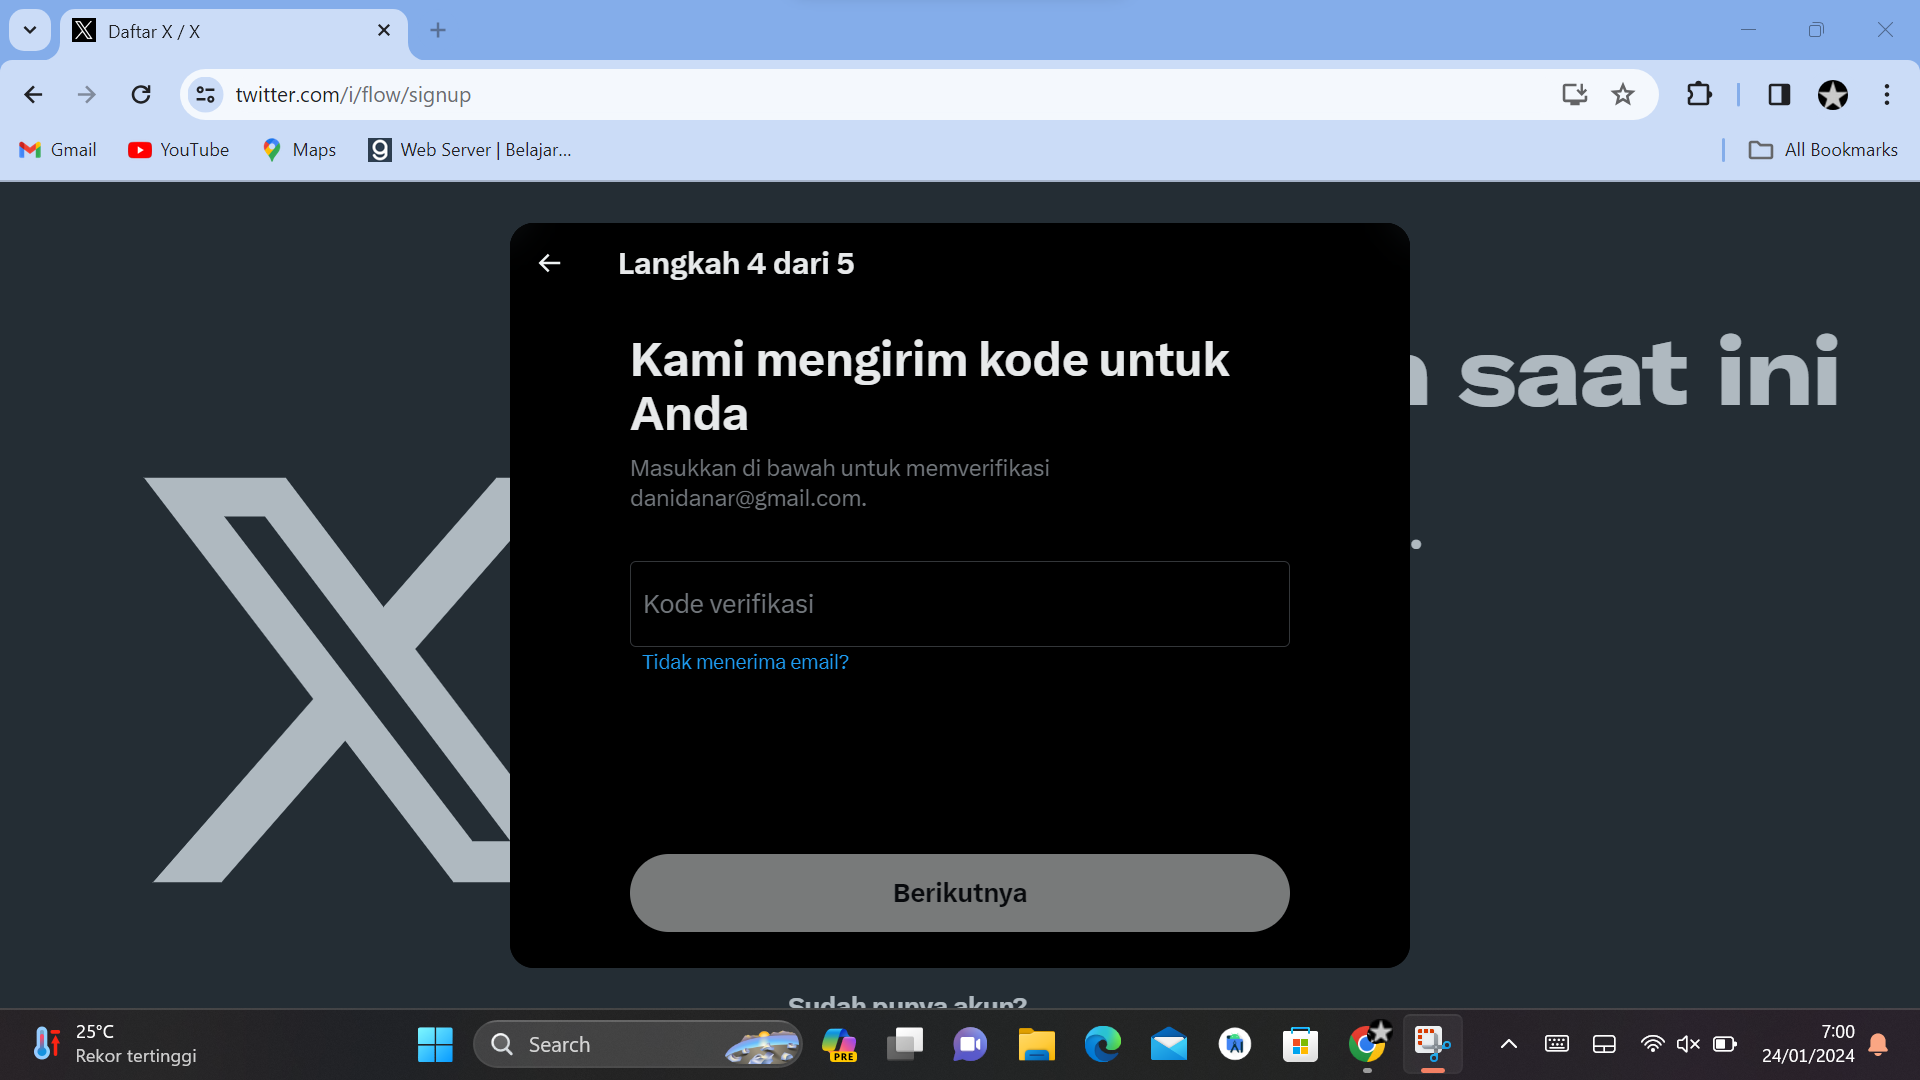 Daftar X / X
twitter.com/i/flow/signup
Gmail
YouTube
Maps
Web Server | Belajar...
All Bookmarks
Langkah 4 dari 5
Kami mengirim kode untuk
Anda
saat ini
Masukkan di bawah untuk memverifikasi
danidanar@gmail.com.
.
Kode verifikasi
Tidak menerima email?
Berikutnya
Sudah punya akun?
25°C
Rekor tertinggi
Search
PRE
7:00
24/01/2024